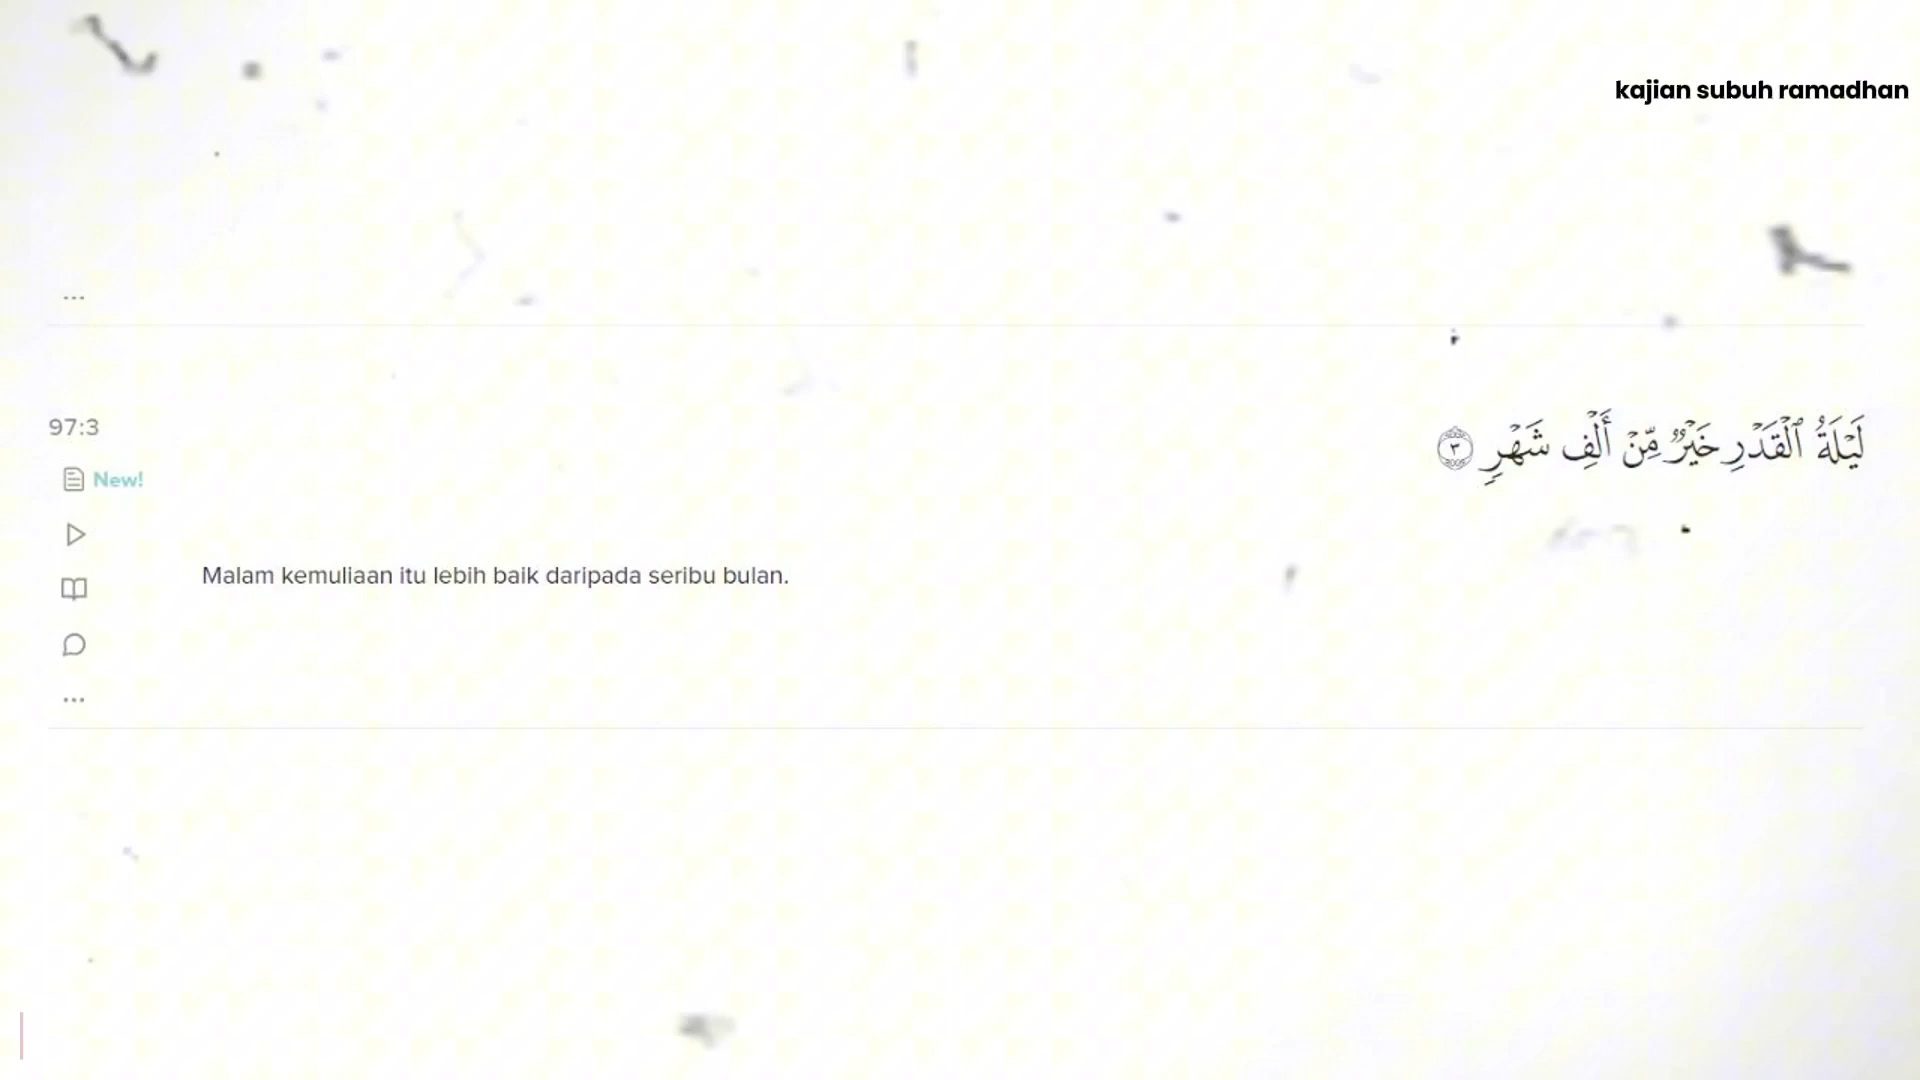 kajian subuh ramadhan
...
97:3
لَيْلَةُ ٱلْقَدْرِ خَيْرٌ مِّنْ أَلْفِ شَهْرٍ ٣
New!
Malam kemuliaan itu lebih baik daripada seribu bulan.
...